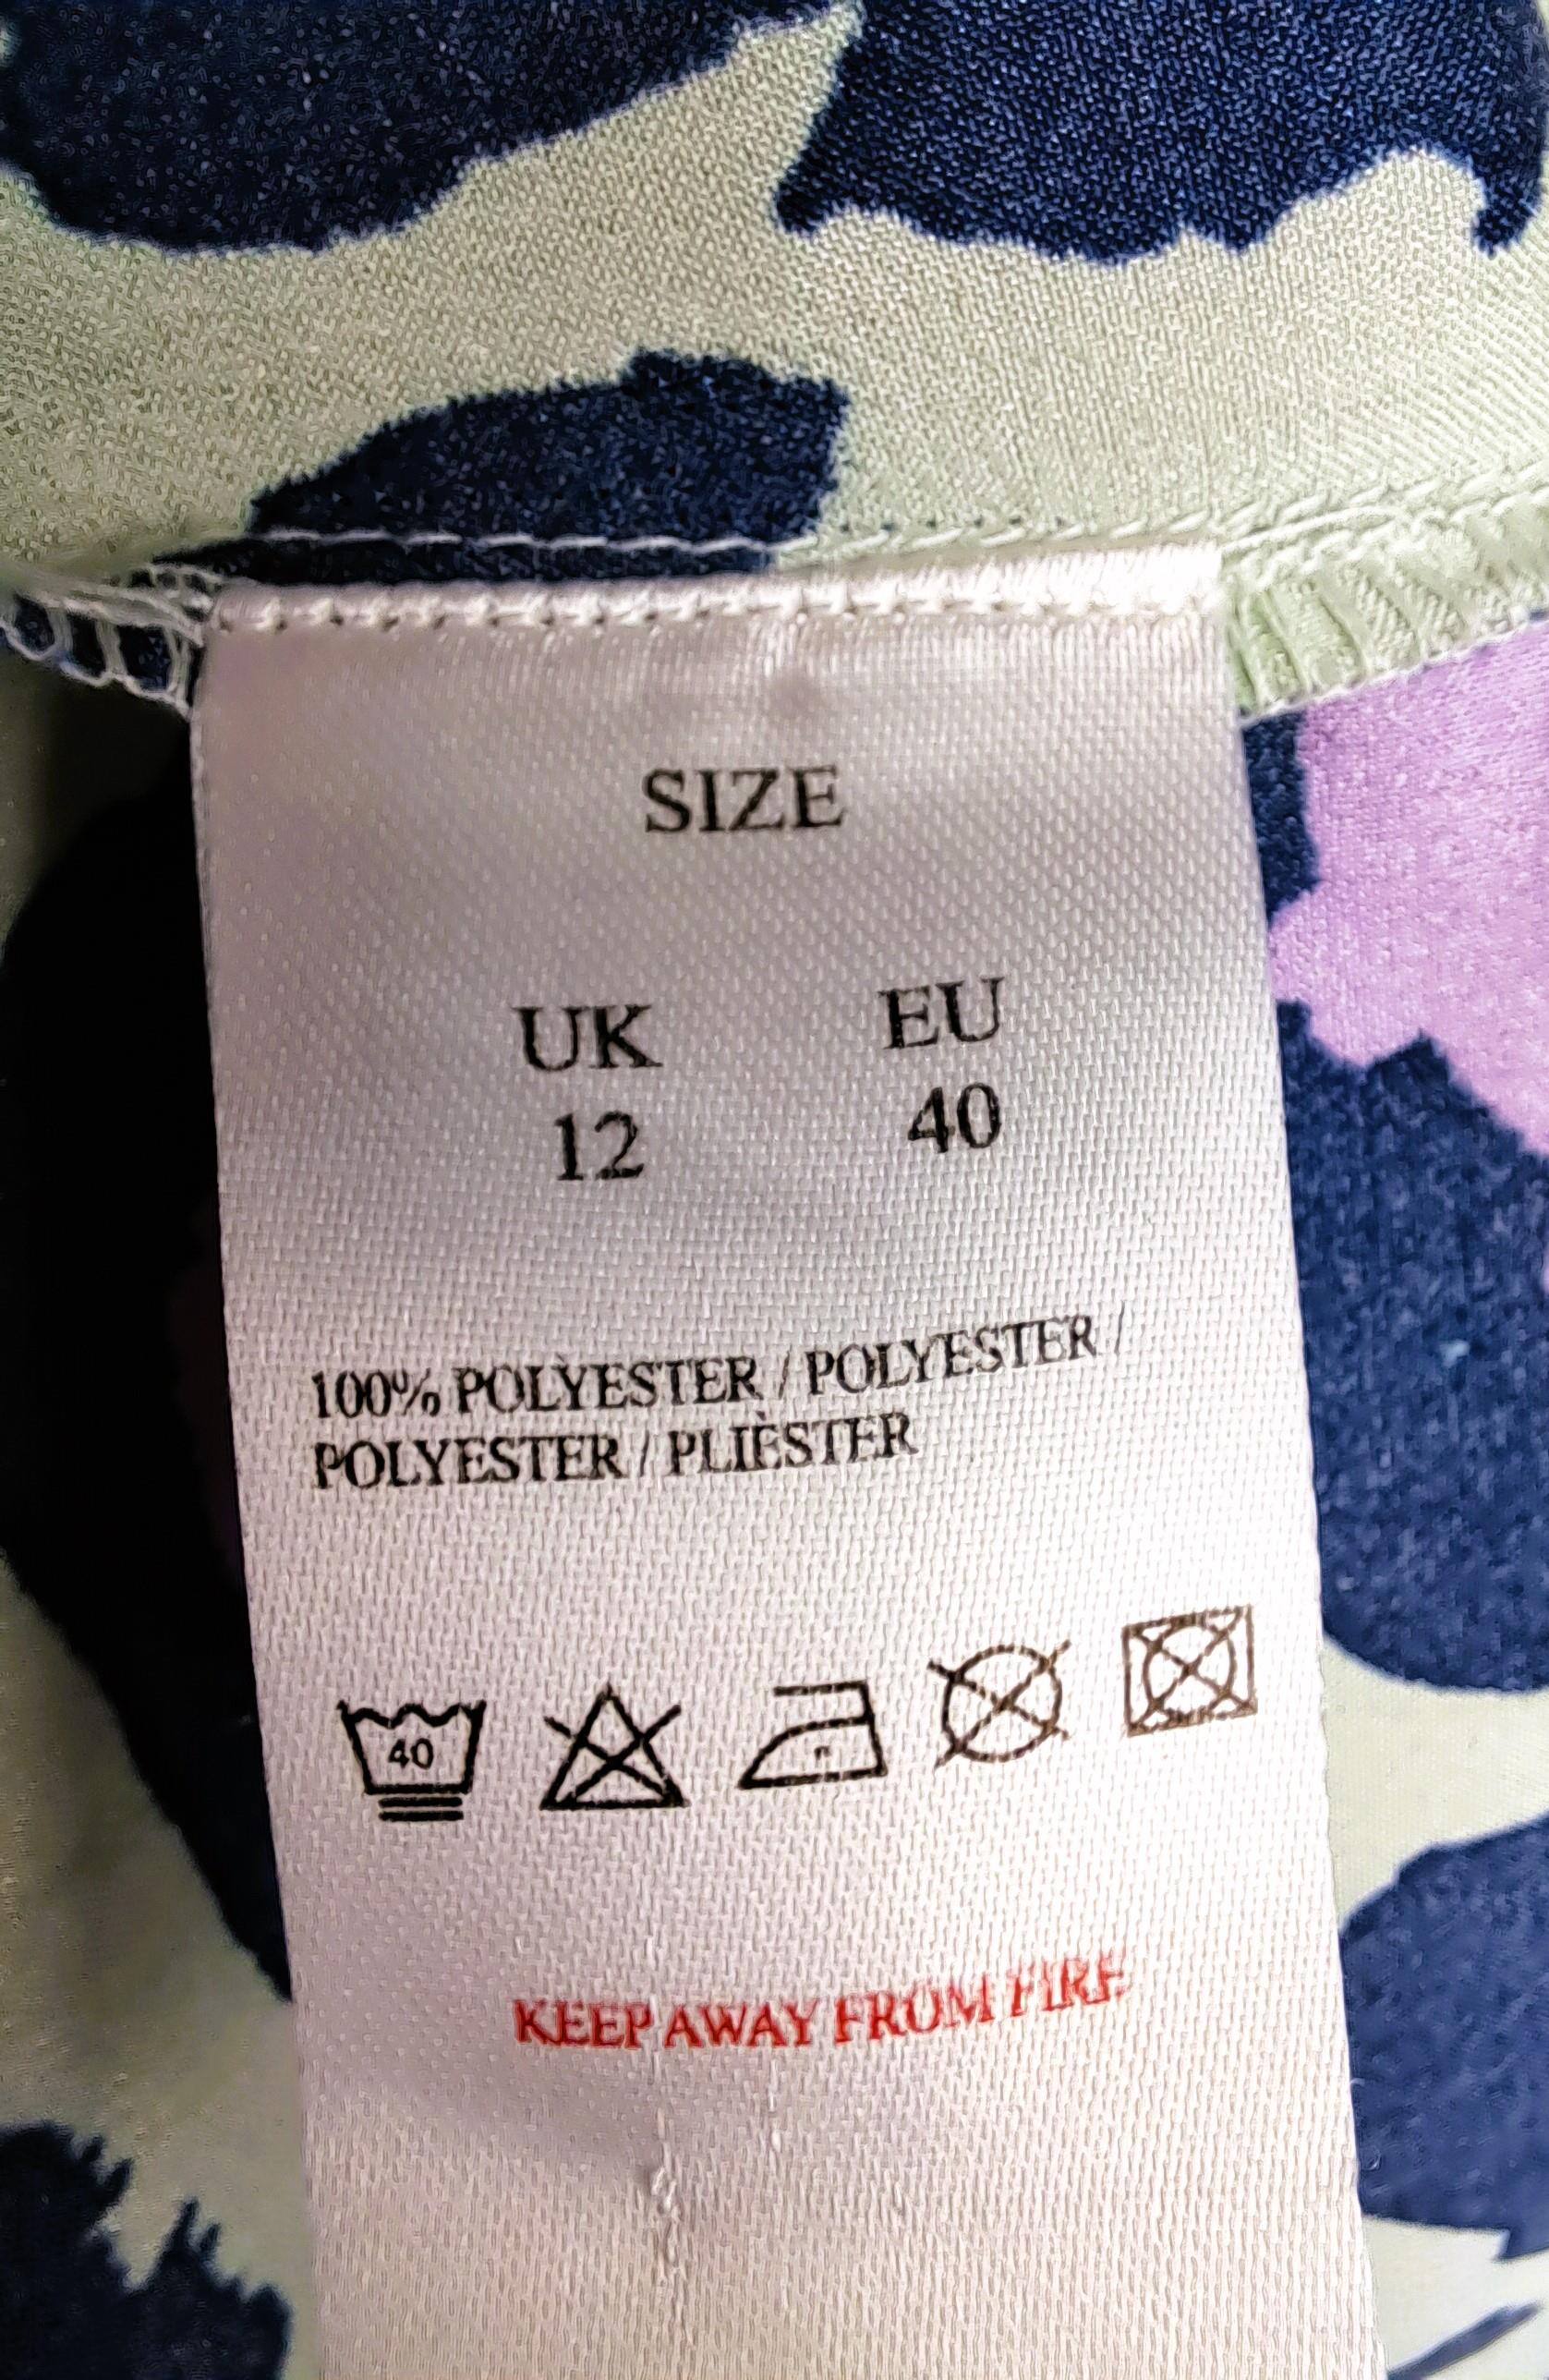 SIZE
UK EU
12 40
100% POLYESTER / POLYESTER /
POLYESTER / PLIÈSTER
40
KEEP AWAY FROM FIRE